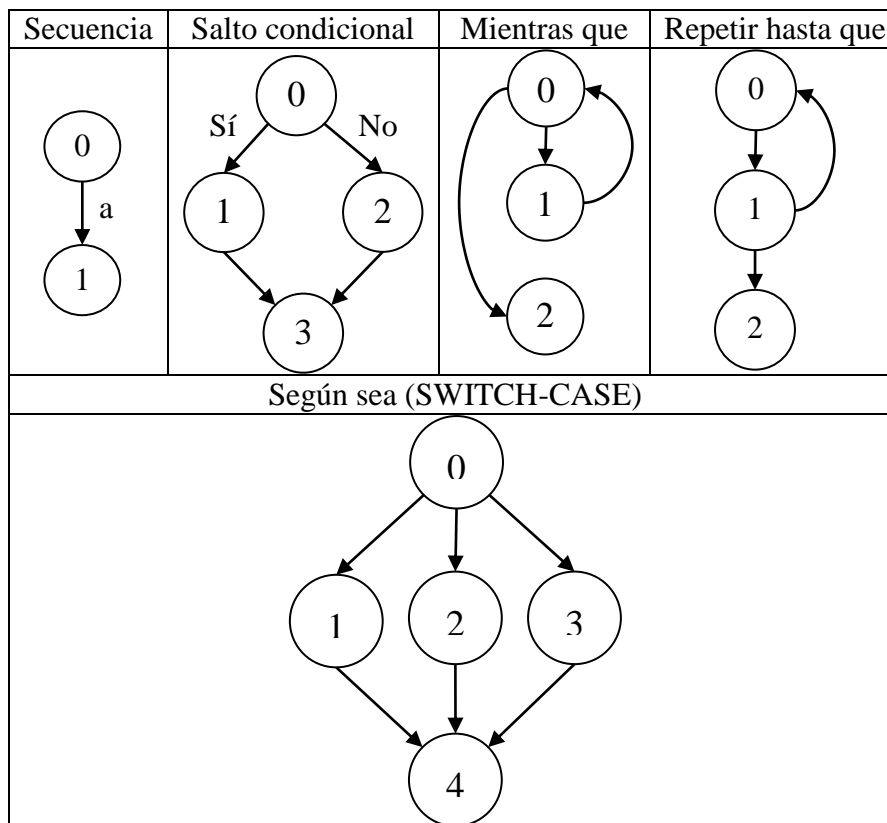 Secuencia Salto condicional Mientras que Repetir hasta que
0
a
1
0
Sí No
1 2
3
0
1
2
0
1
2
Según sea (SWITCH-CASE)
0
1 2 3
4